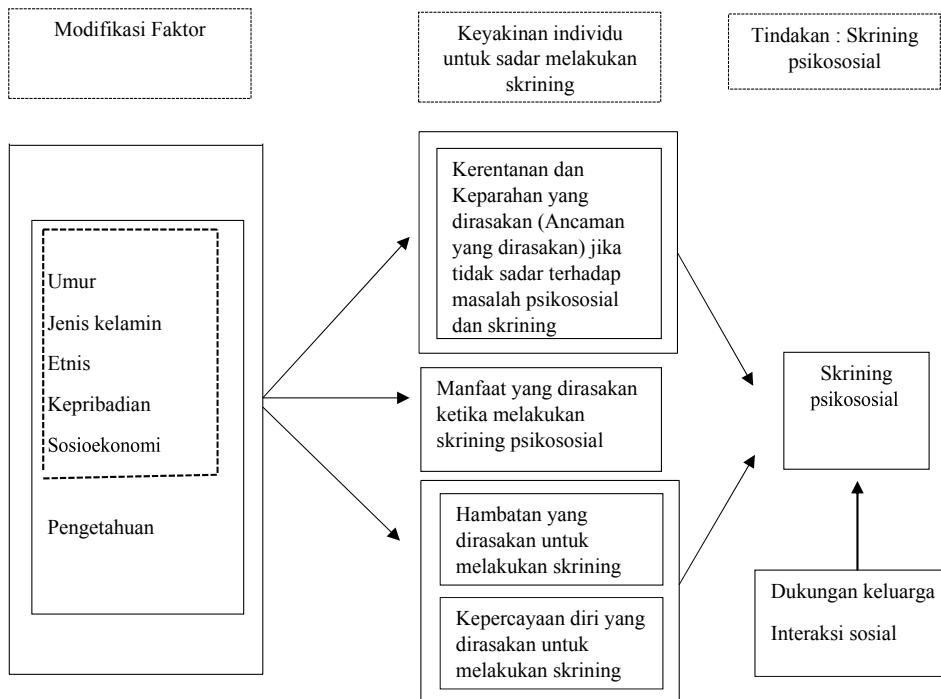 Modifikasi Faktor
Keyakinan individu
untuk sadar melakukan
skrining
Tindakan : Skrining
psikososial
Umur
Jenis kelamin
Etnis
Kepribadian
Sosioekonomi
Pengetahuan
Kerentanan dan
Keparahan yang
dirasakan (Ancaman
yang dirasakan) jika
tidak sadar terhadap
masalah psikososial
dan skrining
Manfaat yang dirasakan
ketika melakukan
skrining psikososial
Hambatan yang
dirasakan untuk
melakukan skrining
Kepercayaan diri yang
dirasakan untuk
melakukan skrining
Skrining
psikososial
Dukungan keluarga
Interaksi sosial